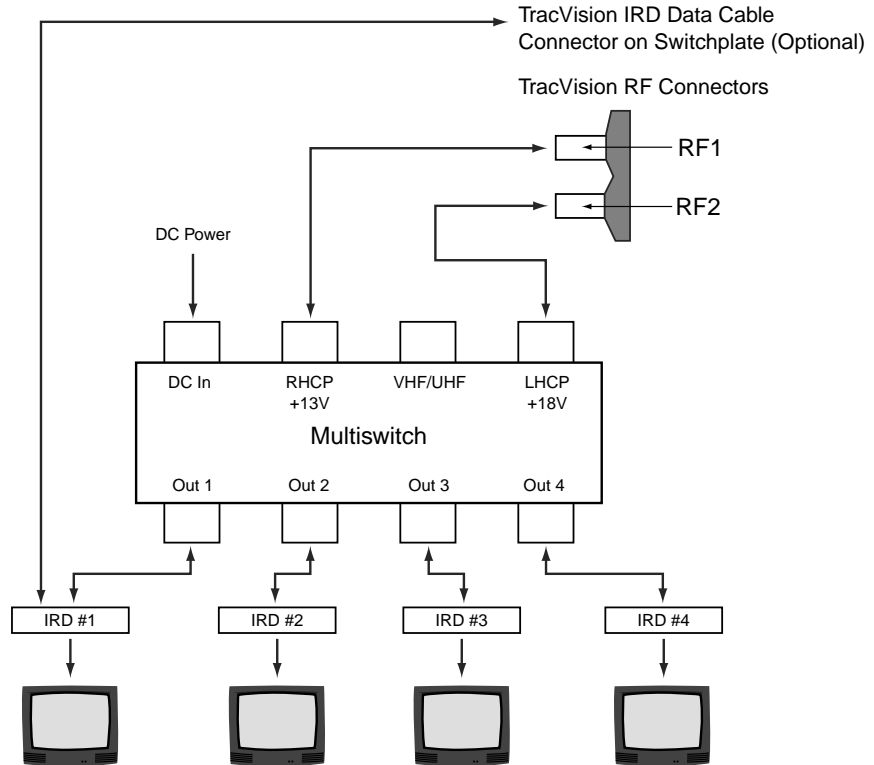 TracVision IRD Data Cable
Connector on Switchplate (Optional)
TracVision RF Connectors
RF1
RF2
DC Power
DC In
RHCP
+13V
VHF/UHF
LHCP
+18V
Multiswitch
Out 1
Out 2
Out 3
Out 4
IRD #1
IRD #2
IRD #3
IRD #4